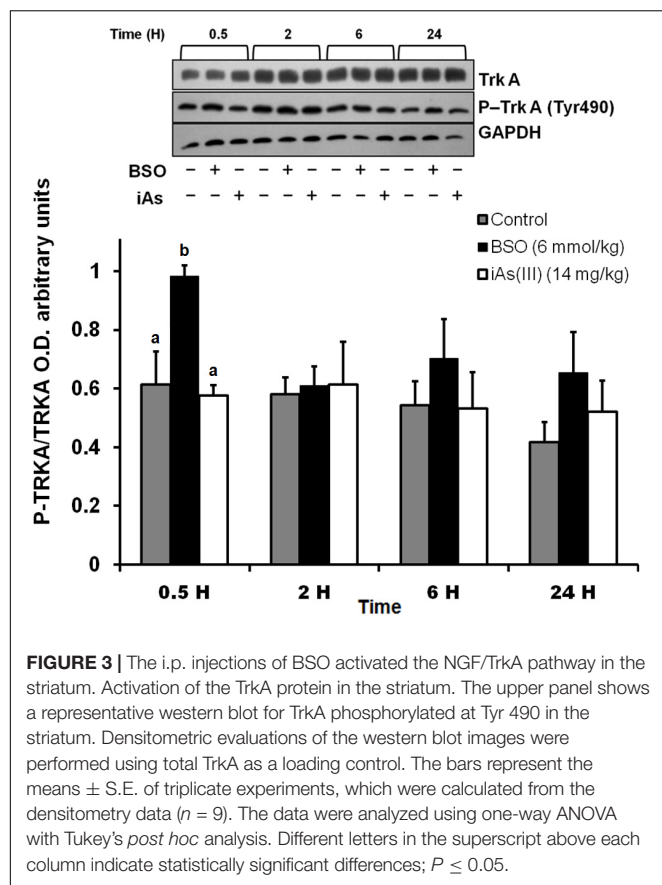 Time (H) 0.5 2 6 24
Trk A
P–Trk A (Tyr490)
GAPDH
BSO – + – – + – – + – – + –
iAs – – + – – + – – + – – +
Control
BSO (6 mmol/kg)
iAs(III) (14 mg/kg)
P-TRKA/TRKA O.D. arbitrary units
1
0.8
0.6
0.4
0.2
0
a
b
a
0.5 H 2 H 6 H 24 H
Time
FIGURE 3 | The i.p. injections of BSO activated the NGF/TrkA pathway in the
striatum. Activation of the TrkA protein in the striatum. The upper panel shows
a representative western blot for TrkA phosphorylated at Tyr 490 in the
striatum. Densitometric evaluations of the western blot images were
performed using total TrkA as a loading control. The bars represent the
means ± S.E. of triplicate experiments, which were calculated from the
densitometry data (n = 9). The data were analyzed using one-way ANOVA
with Tukey's post hoc analysis. Different letters in the superscript above each
column indicate statistically significant differences; P ≤ 0.05.